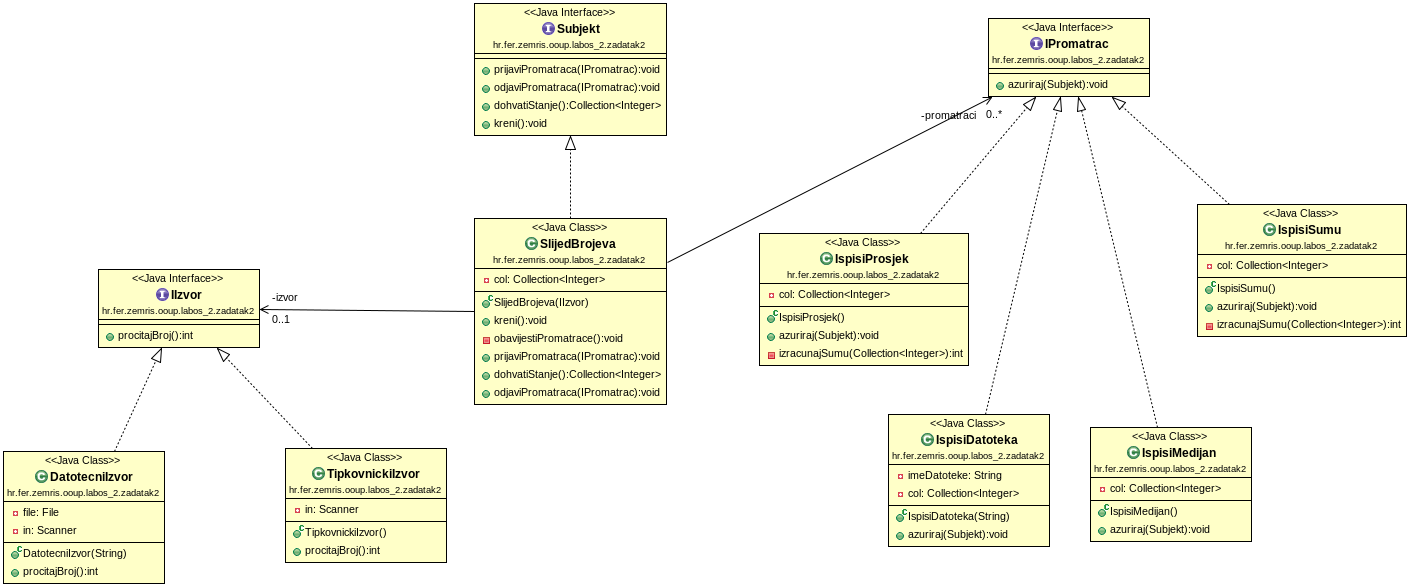 <<Java Interface>>
Subjekt
hr.fer.zemris.ooup.labos_2.zadatak2
prijaviPromatraca(IPromatrac):void
odjaviPromatraca(IPromatrac):void
dohvatiStanje():Collection<Integer>
kreni():void
<<Java Interface>>
IPromatrac
hr.fer.zemris.ooup.labos_2.zadatak2
azuriraj(Subjekt):void
-promatraci
0..*
<<Java Class>>
SlijedBrojeva
hr.fer.zemris.ooup.labos_2.zadatak2
col: Collection<Integer>
SlijedBrojeva(IIzvor)
kreni():void
obavijestiPromatrace():void
prijaviPromatraca(IPromatrac):void
dohvatiStanje():Collection<Integer>
odjaviPromatraca(IPromatrac):void
<<Java Class>>
IspisiProsjek
hr.fer.zemris.ooup.labos_2.zadatak2
col: Collection<Integer>
IspisiProsjek()
azuriraj(Subjekt):void
izracunajSumu(Collection<Integer>):int
<<Java Class>>
IspisiSumu
hr.fer.zemris.ooup.labos_2.zadatak2
col: Collection<Integer>
IspisiSumu()
azuriraj(Subjekt):void
izracunajSumu(Collection<Integer>):int
<<Java Interface>>
IIzvor
hr.fer.zemris.ooup.labos_2.zadatak2
procitajBroj():int
-izvor
0..1
<<Java Class>>
DatotecniIzvor
hr.fer.zemris.ooup.labos_2.zadatak2
file: File
in: Scanner
DatotecniIzvor(String)
procitajBroj():int
<<Java Class>>
TipkovnickiIzvor
hr.fer.zemris.ooup.labos_2.zadatak2
in: Scanner
TipkovnickiIzvor()
procitajBroj():int
<<Java Class>>
IspisiDatoteka
hr.fer.zemris.ooup.labos_2.zadatak2
imeDatoteke: String
col: Collection<Integer>
IspisiDatoteka(String)
azuriraj(Subjekt):void
<<Java Class>>
IspisiMedijan
hr.fer.zemris.ooup.labos_2.zadatak2
col: Collection<Integer>
IspisiMedijan()
azuriraj(Subjekt):void